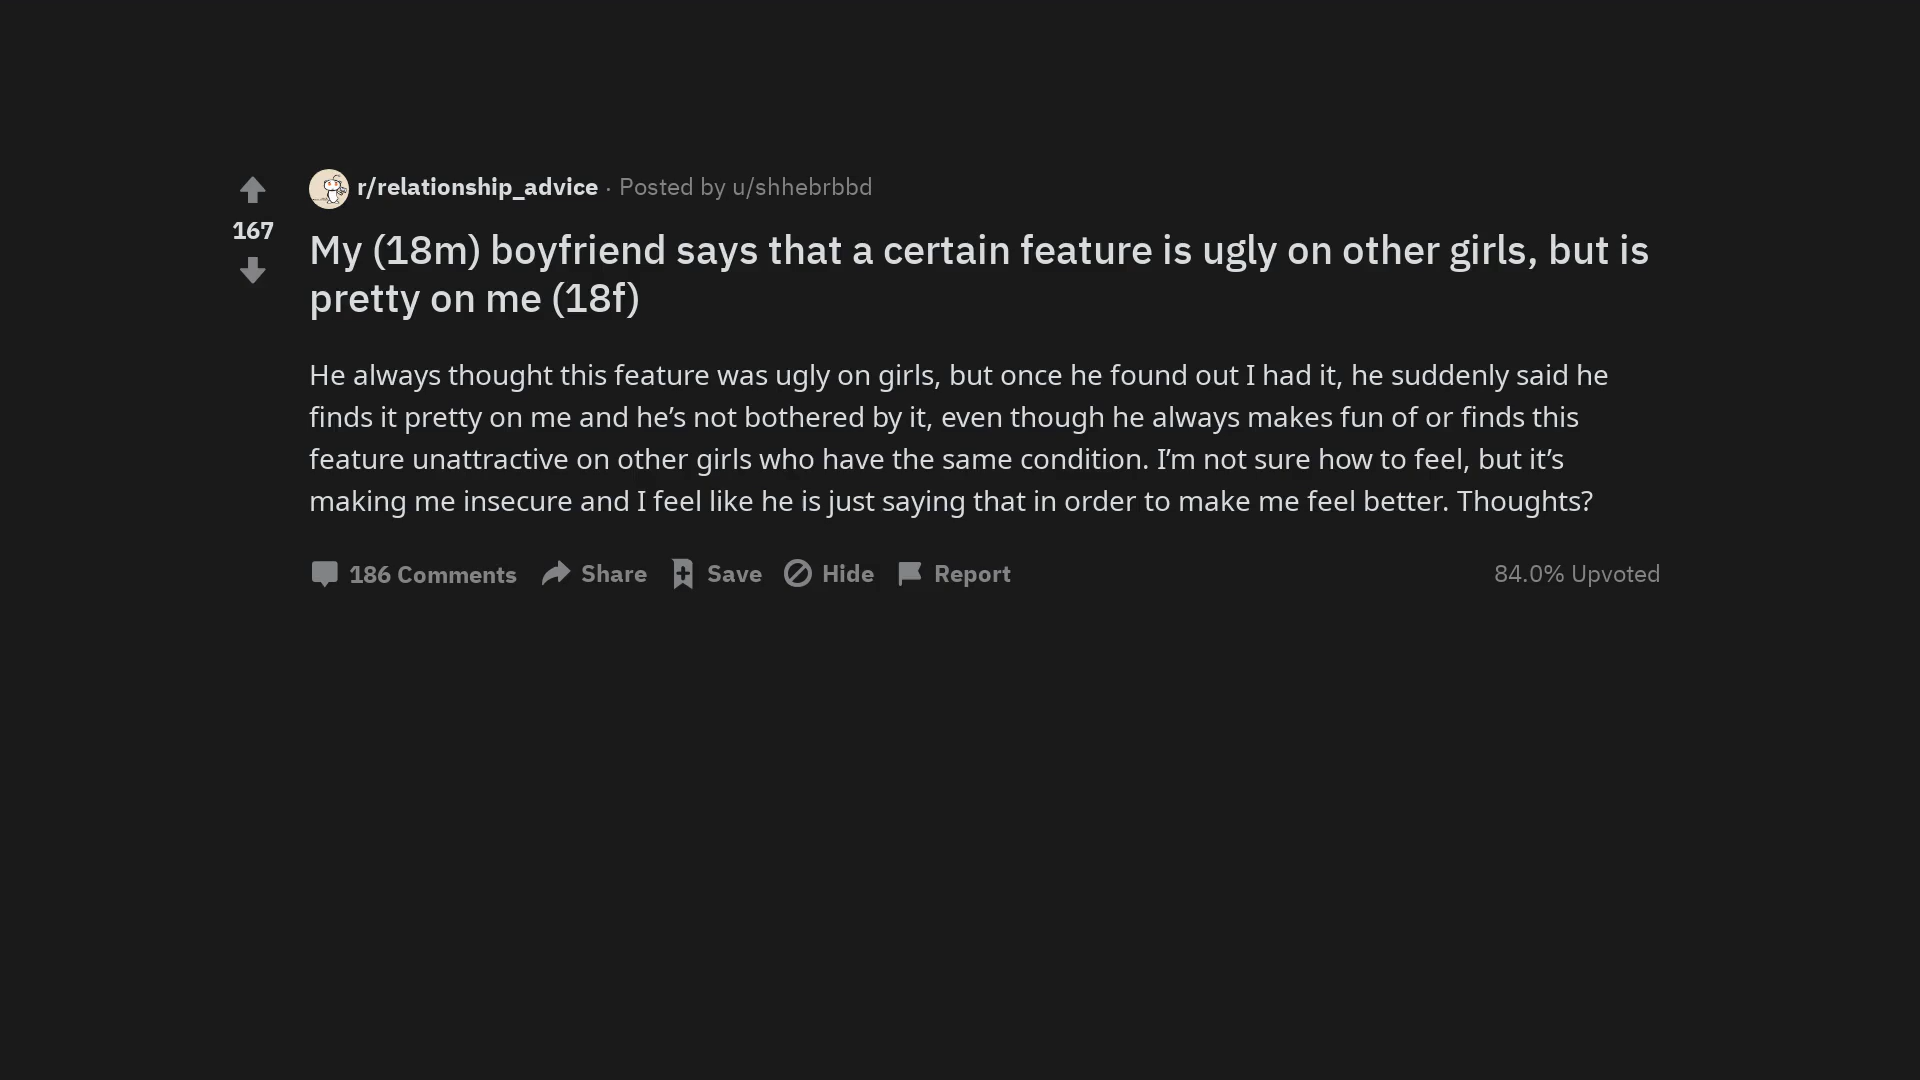 r/relationship_advice · Posted by u/shhebrbbd
167
My (18m) boyfriend says that a certain feature is ugly on other girls, but is
pretty on me (18f)
He always thought this feature was ugly on girls, but once he found out I had it, he suddenly said he
finds it pretty on me and he’s not bothered by it, even though he always makes fun of or finds this
feature unattractive on other girls who have the same condition. I’m not sure how to feel, but it’s
making me insecure and I feel like he is just saying that in order to make me feel better. Thoughts?
186 Comments Share Save Hide Report 84.0% Upvoted